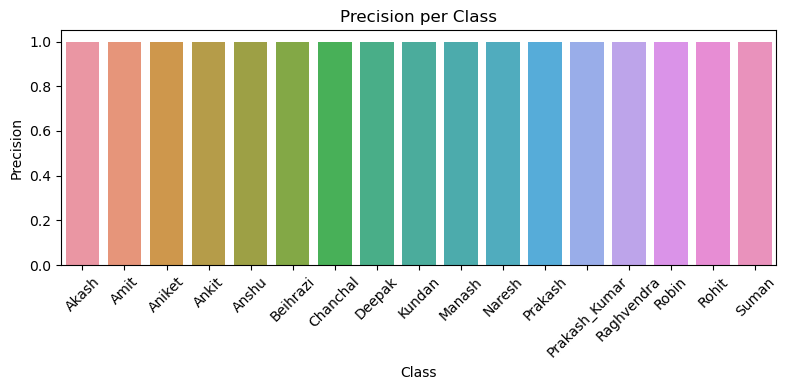 Precision per Class
Precision
1.0
0.8
0.6
0.4
0.2
0.0
Akash
Amit
Aniket
Ankit
Anshu
Beihrazi
Chanchal
Deepak
Kundan
Manash
Naresh
Prakash
Prakash_Kumar
Raghvendra
Robin
Rohit
Suman
Class